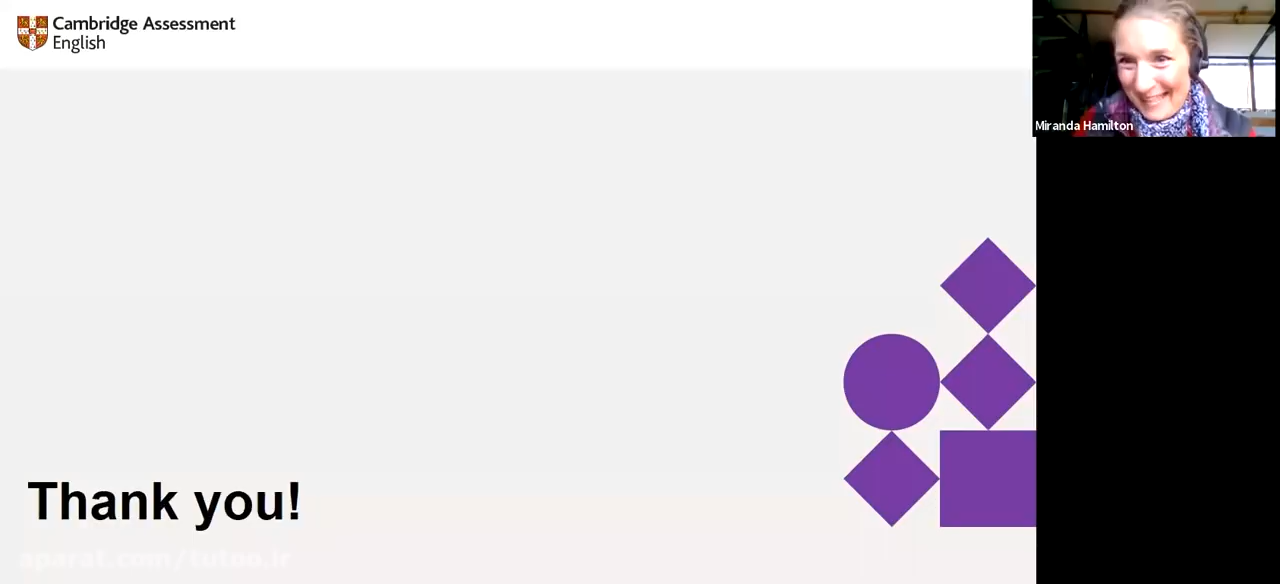 Cambridge Assessment
English
Miranda Hamilton
Thank you!
aparat.com/tutoo.ir